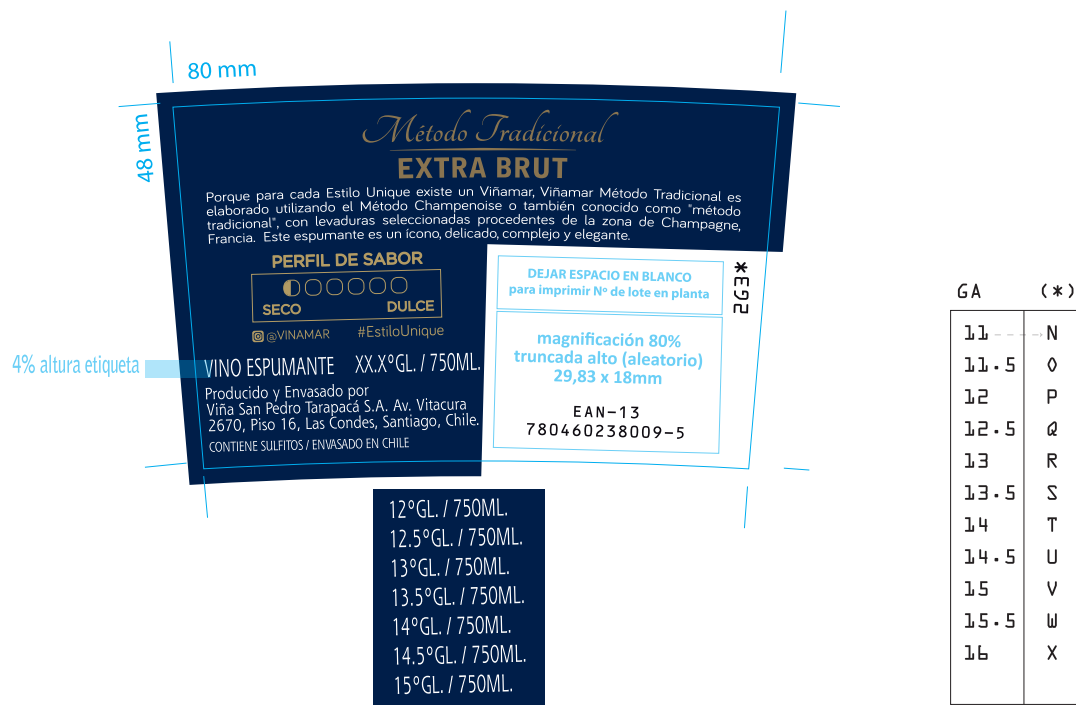 80 mm
48 mm
Método Tradicional
EXTRA BRUT
Porque para cada Estilo Unique existe un Viñamar, Viñamar Método Tradicional es
elaborado utilizando el Método Champenoise o también conocido como "método
tradicional", con levaduras seleccionadas procedentes de la zona de Champagne,
Francia. Este espumante es un ícono, delicado, complejo y elegante.
PERFIL DE SABOR
SECO DULCE
@VINAMAR #EstiloUnique
4% altura etiqueta
VINO ESPUMANTE XX.X°GL. / 750ML.
Producido y Envasado por
Viña San Pedro Tarapacá S.A. Av. Vitacura
2670, Piso 16, Las Condes, Santiago, Chile.
CONTIENE SULFITOS / ENVASADO EN CHILE
DEJAR ESPACIO EN BLANCO
para imprimir Nº de lote en planta
*EG2
magnificación 80%
truncada alto (aleatorio)
29,83 x 18mm
EAN-13
780460238009-5
12°GL. / 750ML.
12.5°GL. / 750ML.
13°GL. / 750ML.
13.5°GL. / 750ML.
14°GL. / 750ML.
14.5°GL. / 750ML.
15°GL. / 750ML.
GA (*)
11 N
11.5 O
12 P
12.5 Q
13 R
13.5 S
14 T
14.5 U
15 V
15.5 W
16 X